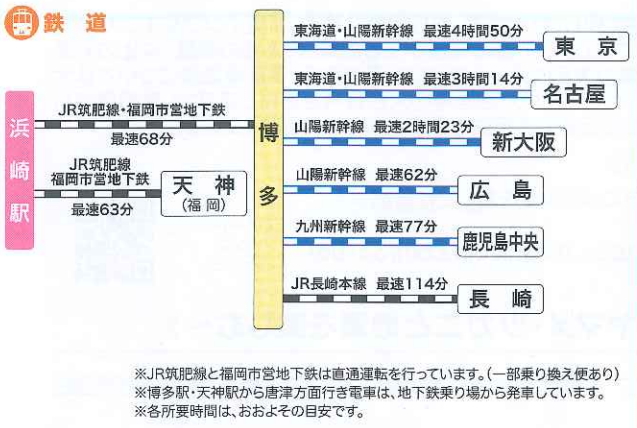 鉄道
東海道・山陽新幹線 最速4時間50分
東京
東海道・山陽新幹線 最速3時間14分
名古屋
JR筑肥線・福岡市営地下鉄
最速68分
山陽新幹線 最速2時間23分
新大阪
浜崎駅
博多
JR筑肥線
福岡市営地下鉄
最速63分
天神
(福岡)
山陽新幹線 最速62分
広島
九州新幹線 最速77分
鹿児島中央
JR長崎本線 最速114分
長崎
※JR筑肥線と福岡市営地下鉄は直通運転を行っています。(一部乗り換え便あり)
※博多駅・天神駅から唐津方面行き電車は、地下鉄乗り場から発車しています。
※各所要時間は、おおよその目安です。